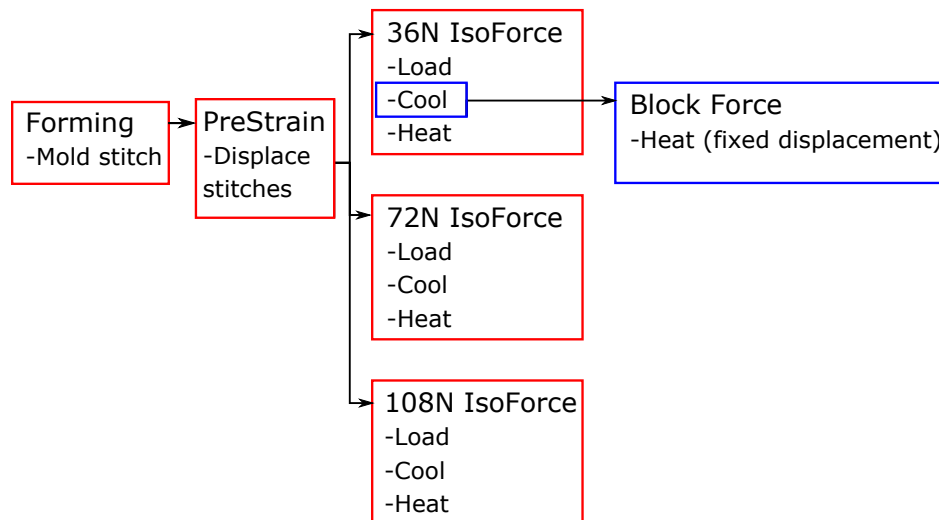 Forming
-Mold stitch
PreStrain
-Displace
stitches
36N IsoForce
-Load
-Cool
-Heat
Block Force
-Heat (fixed displacement)
72N IsoForce
-Load
-Cool
-Heat
108N IsoForce
-Load
-Cool
-Heat